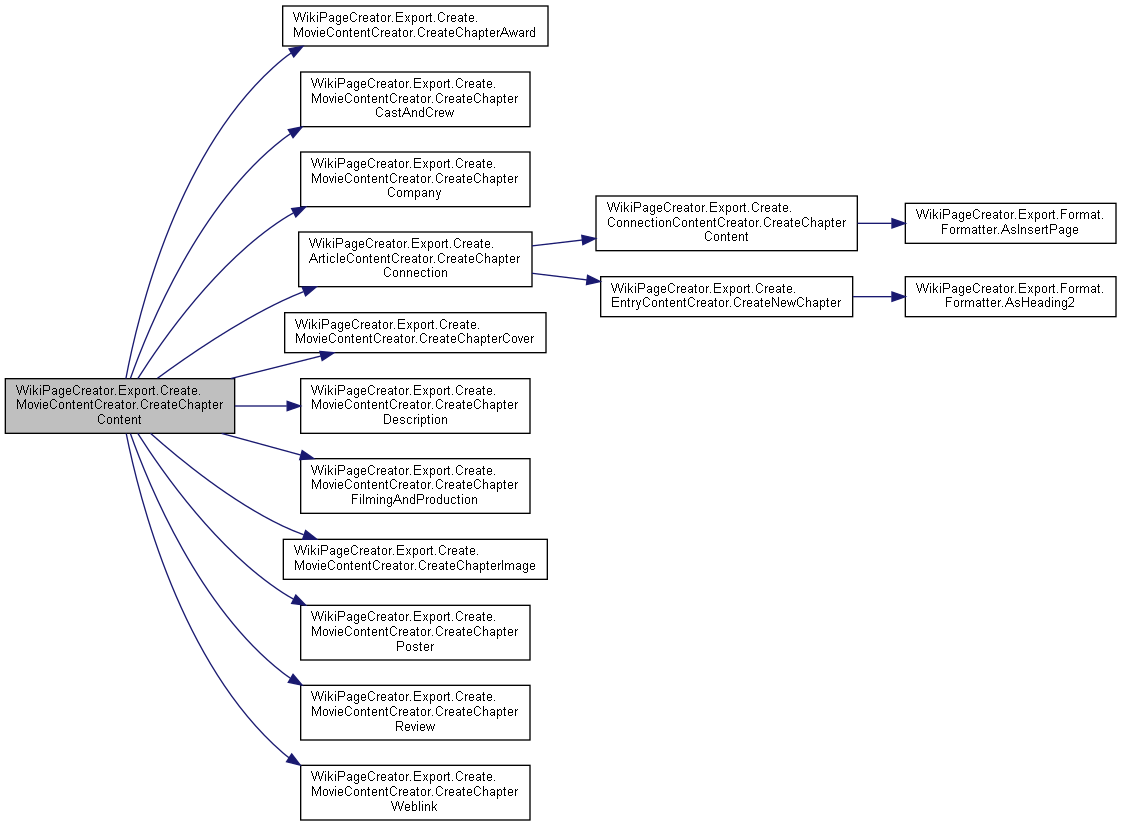 WikiPageCreator.Export.Create.
MovieContentCreator.CreateChapter
Content
WikiPageCreator.Export.Create.
MovieContentCreator.CreateChapterAward
WikiPageCreator.Export.Create.
MovieContentCreator.CreateChapter
CastAndCrew
WikiPageCreator.Export.Create.
MovieContentCreator.CreateChapter
Company
WikiPageCreator.Export.Create.
ArticleContentCreator.CreateChapter
Connection
WikiPageCreator.Export.Create.
ConnectionContentCreator.CreateChapter
Content
WikiPageCreator.Export.Format.
Formatter.AsInsertPage
WikiPageCreator.Export.Create.
EntryContentCreator.CreateNewChapter
WikiPageCreator.Export.Format.
Formatter.AsHeading2
WikiPageCreator.Export.Create.
MovieContentCreator.CreateChapterCover
WikiPageCreator.Export.Create.
MovieContentCreator.CreateChapter
Description
WikiPageCreator.Export.Create.
MovieContentCreator.CreateChapter
FilmingAndProduction
WikiPageCreator.Export.Create.
MovieContentCreator.CreateChapterImage
WikiPageCreator.Export.Create.
MovieContentCreator.CreateChapter
Poster
WikiPageCreator.Export.Create.
MovieContentCreator.CreateChapter
Review
WikiPageCreator.Export.Create.
MovieContentCreator.CreateChapter
Weblink